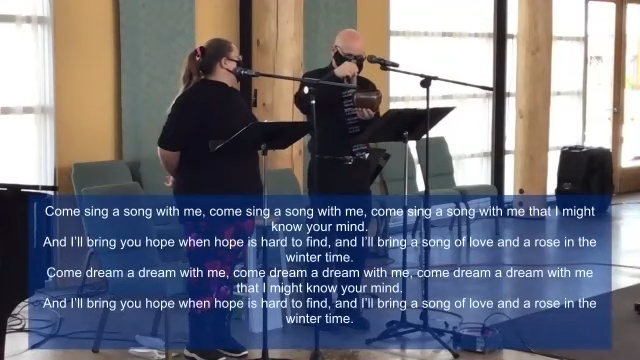 Come sing a song with me, come sing a song with me, come sing a song with me that I might
know your mind.
And I'll bring you hope when hope is hard to find, and I'll bring a song of love and a rose in the
winter time.
Come dream a dream with me, come dream a dream with me, come dream a dream with me
that I might know your mind.
And I'll bring you hope when hope is hard to find, and I'll bring a song of love and a rose in the
winter time.